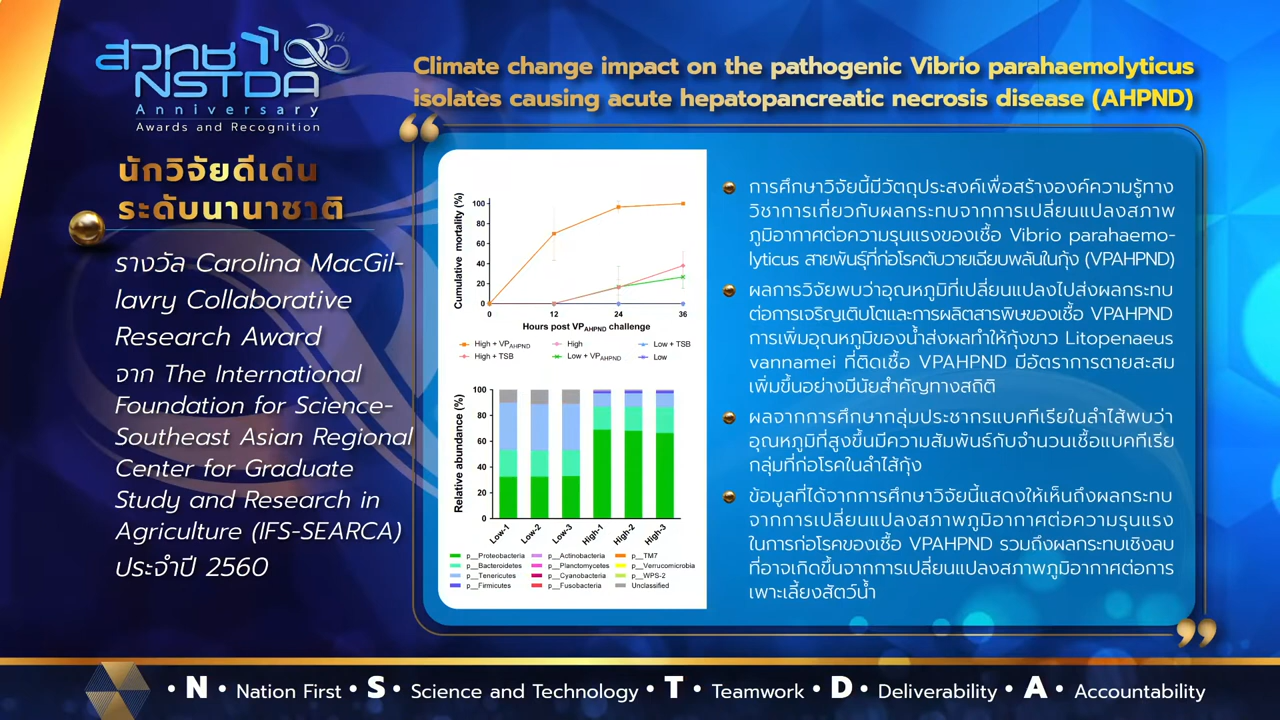 สวทช
30th
NSTDA
Anniversary
Awards and Recognition
นักวิจัยดีเด่น
ระดับนานาชาติ
รางวัล Carolina MacGil-
lavry Collaborative
Research Award
จาก The International
Foundation for Science-
Southeast Asian Regional
Center for Graduate
Study and Research in
Agriculture (IFS-SEARCA)
ประจำปี 2560
Climate change impact on the pathogenic Vibrio parahaemolyticus
isolates causing acute hepatopancreatic necrosis disease (AHPND)
Cumulative mortality (%)
100
80
60
40
20
0
0 12 24 36
Hours post VPAHPND challenge
High + VPAHPND High Low + TSB
High + TSB Low + VPAHPND Low
Relative abundance (%)
100
80
60
40
20
0
Low-1 Low-2 Low-3 High-1 High-2 High-3
p__Proteobacteria p__Actinobacteria p__TM7
p__Bacteroidetes p__Planctomycetes p__Verrucomicrobia
p__Tenericutes p__Cyanobacteria p__WPS-2
p__Firmicutes p__Fusobacteria Unclassified
การศึกษาวิจัยนี้มีวัตถุประสงค์เพื่อสร้างองค์ความรู้ทาง
วิชาการเกี่ยวกับผลกระทบจากการเปลี่ยนแปลงสภาพ
ภูมิอากาศต่อความรุนแรงของเชื้อ Vibrio parahaemo-
lyticus สายพันธุ์ที่ก่อโรคตับวายเฉียบพลันในกุ้ง (VPAHPND)
ผลการวิจัยพบว่าอุณหภูมิที่เปลี่ยนแปลงไปส่งผลกระทบ
ต่อการเจริญเติบโตและการผลิตสารพิษของเชื้อ VPAHPND
การเพิ่มอุณหภูมิของน้ำส่งผลทำให้กุ้งขาว Litopenaeus
vannamei ที่ติดเชื้อ VPAHPND มีอัตราการตายสะสม
เพิ่มขึ้นอย่างมีนัยสำคัญทางสถิติ
ผลจากการศึกษากลุ่มประชากรแบคทีเรียในลำไส้พบว่า
อุณหภูมิที่สูงขึ้นมีความสัมพันธ์กับจำนวนเชื้อแบคทีเรีย
กลุ่มที่ก่อโรคในลำไส้กุ้ง
ข้อมูลที่ได้จากการศึกษาวิจัยนี้แสดงให้เห็นถึงผลกระทบ
จากการเปลี่ยนแปลงสภาพภูมิอากาศต่อความรุนแรง
ในการก่อโรคของเชื้อ VPAHPND รวมถึงผลกระทบเชิงลบ
ที่อาจเกิดขึ้นจากการเปลี่ยนแปลงสภาพภูมิอากาศต่อการ
เพาะเลี้ยงสัตว์น้ำ
• N • Nation First • S • Science and Technology • T • Teamwork • D • Deliverability • A • Accountability